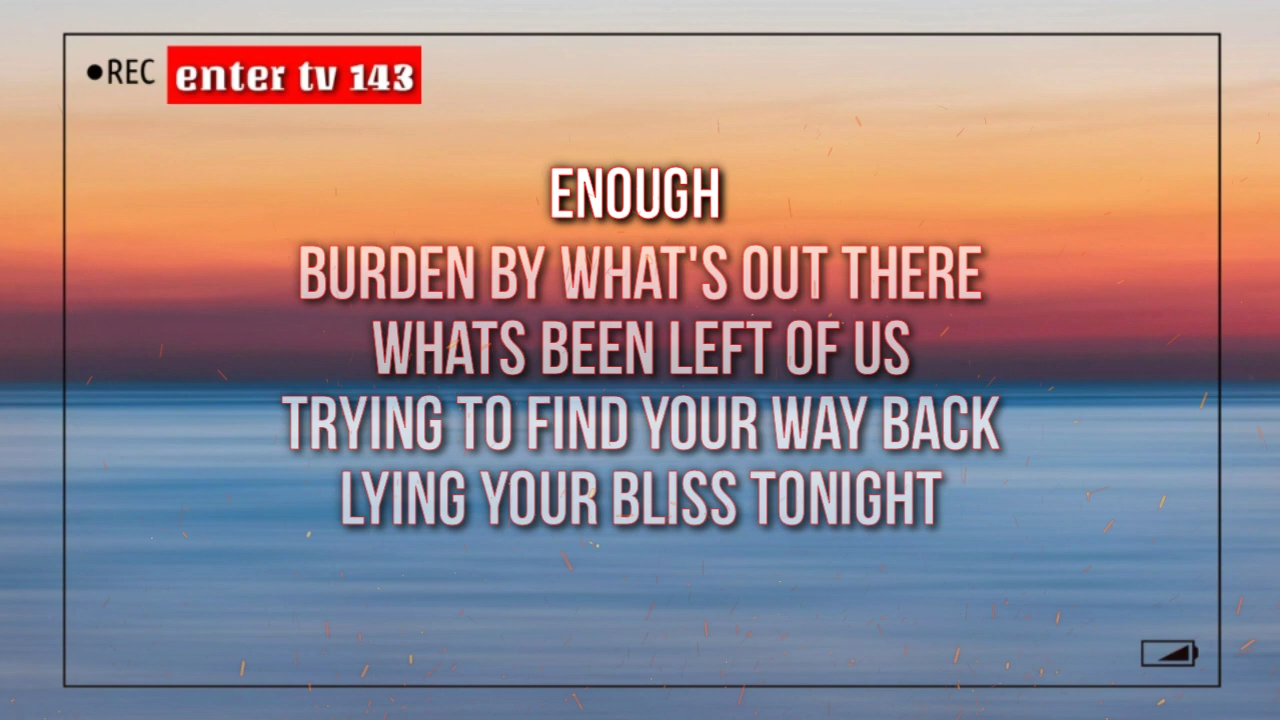 ●REC enter tv 143
ENOUGH
BURDEN BY WHAT'S OUT THERE
WHATS BEEN LEFT OF US
TRYING TO FIND YOUR WAY BACK
LYING YOUR BLISS TONIGHT